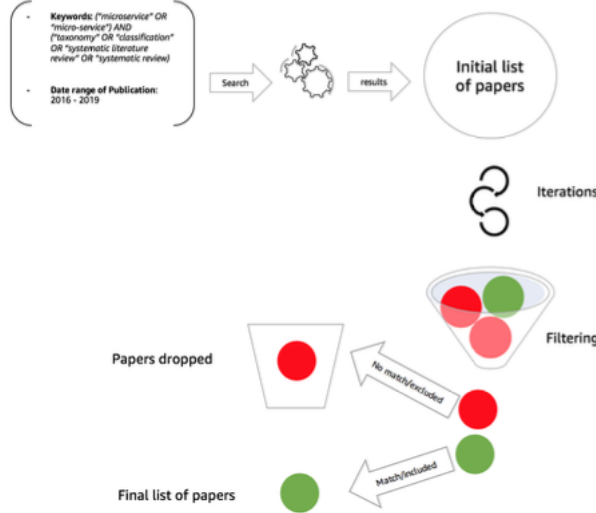 - Keywords: ("microservice" OR
"micro-service") AND
("taxonomy" OR "classification"
OR "systematic literature
review" OR "systematic review)
- Date range of Publication:
2016 - 2019
Search
results
Initial list
of papers
Iterations
Filtering
Papers dropped
No match/excluded
Match/included
Final list of papers